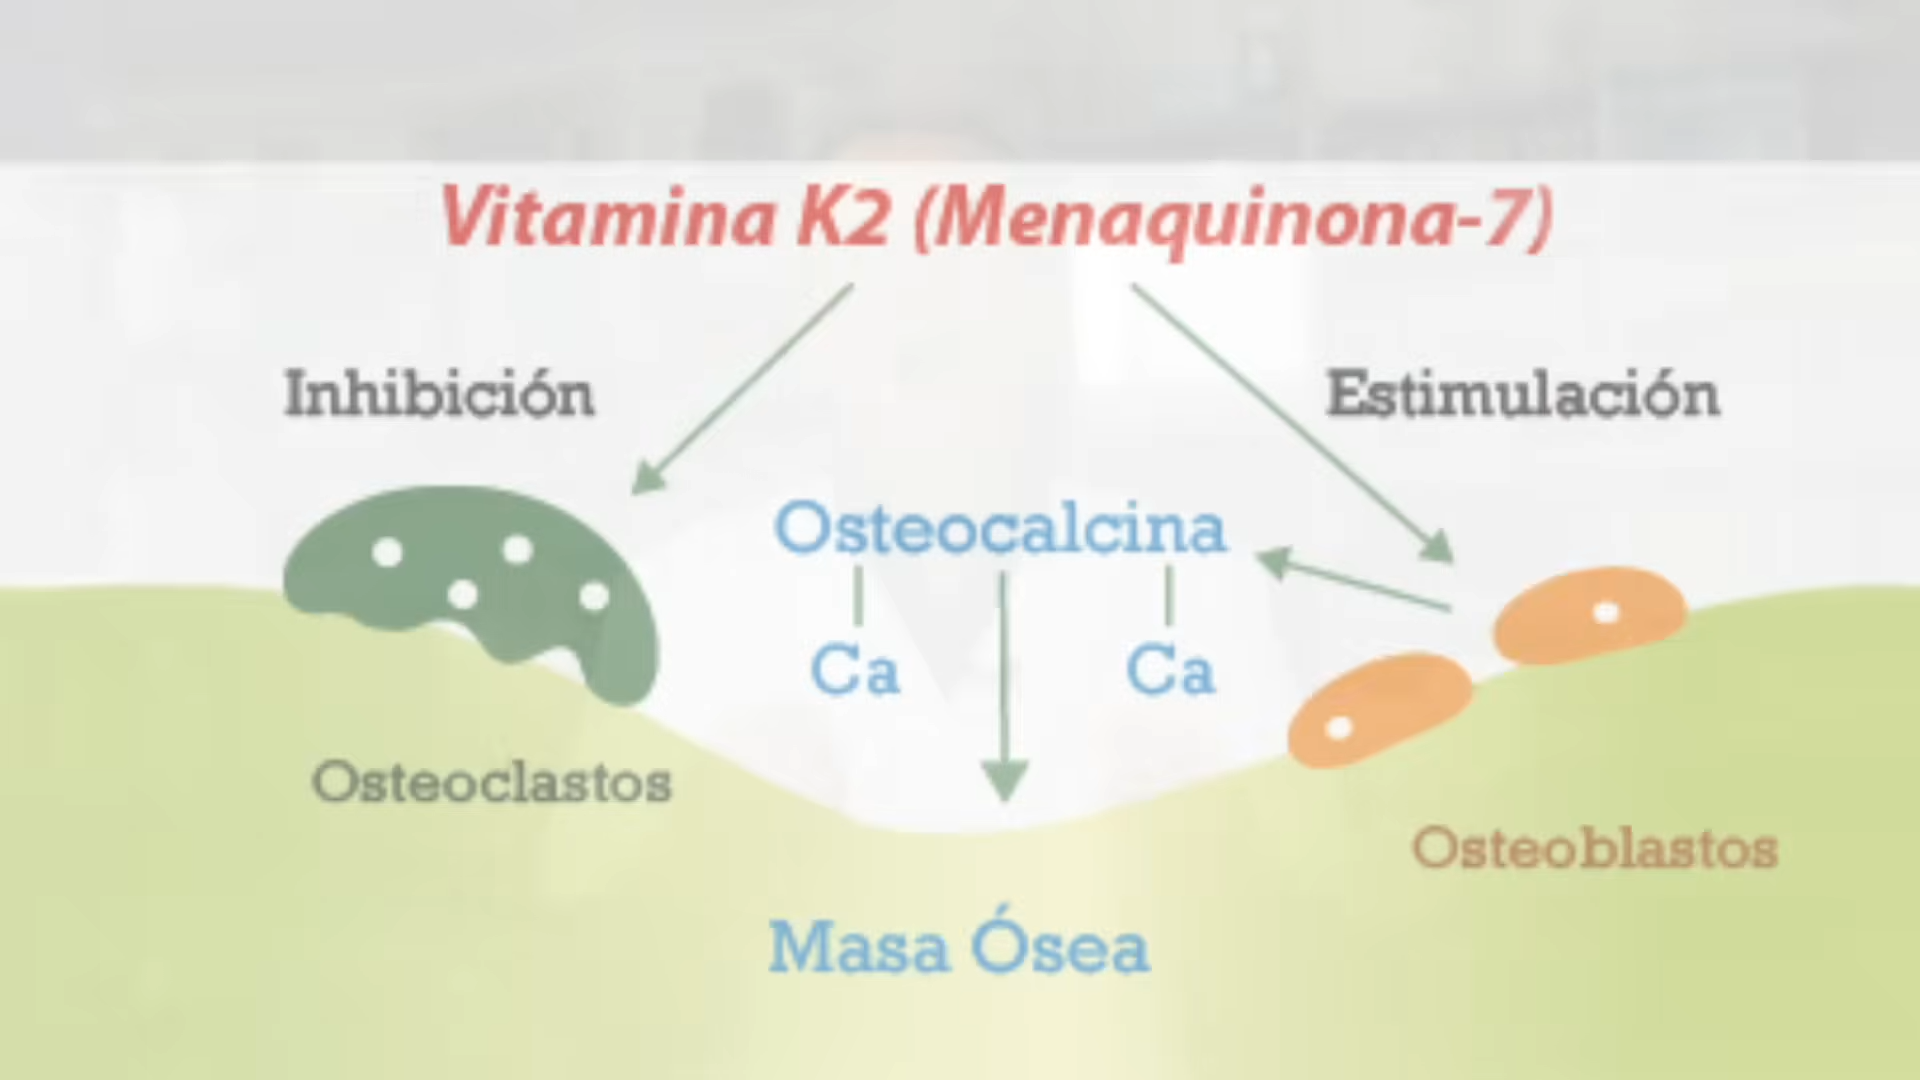 Vitamina K2 (Menaquinona-7)
Inhibición
Estimulación
Osteocalcina
Ca
Ca
Osteoclastos
Osteoblastos
Masa Ósea